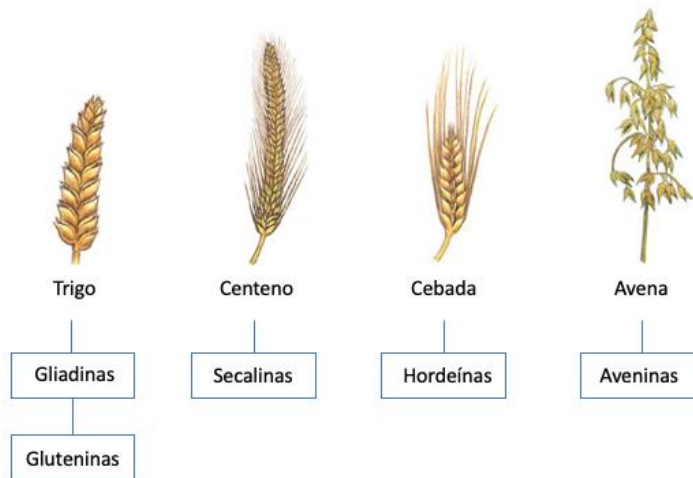 Trigo
Centeno
Cebada
Avena
Gliadinas
Secalinas
Hordeínas
Aveninas
Gluteninas